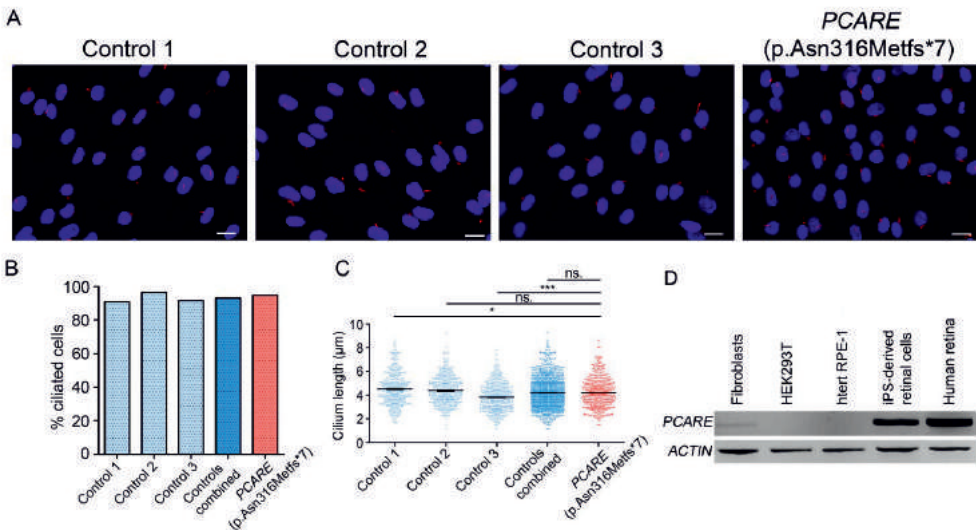 A
Control 1
Control 2
Control 3
PCARE
(p.Asn316Metfs*7)
B
% ciliated cells
100
80
60
40
20
0
Control 1
Control 2
Control 3
Controls
combined
PCARE
(p.Asn316Metfs*7)
C
ns.
***
ns.
*
Cilium length (µm)
10
8
6
4
2
0
Control 1
Control 2
Control 3
Controls
combined
PCARE
(p.Asn316Metfs*7)
D
Fibroblasts
HEK293T
htert RPE-1
iPS-derived
retinal cells
Human retina
PCARE
ACTIN